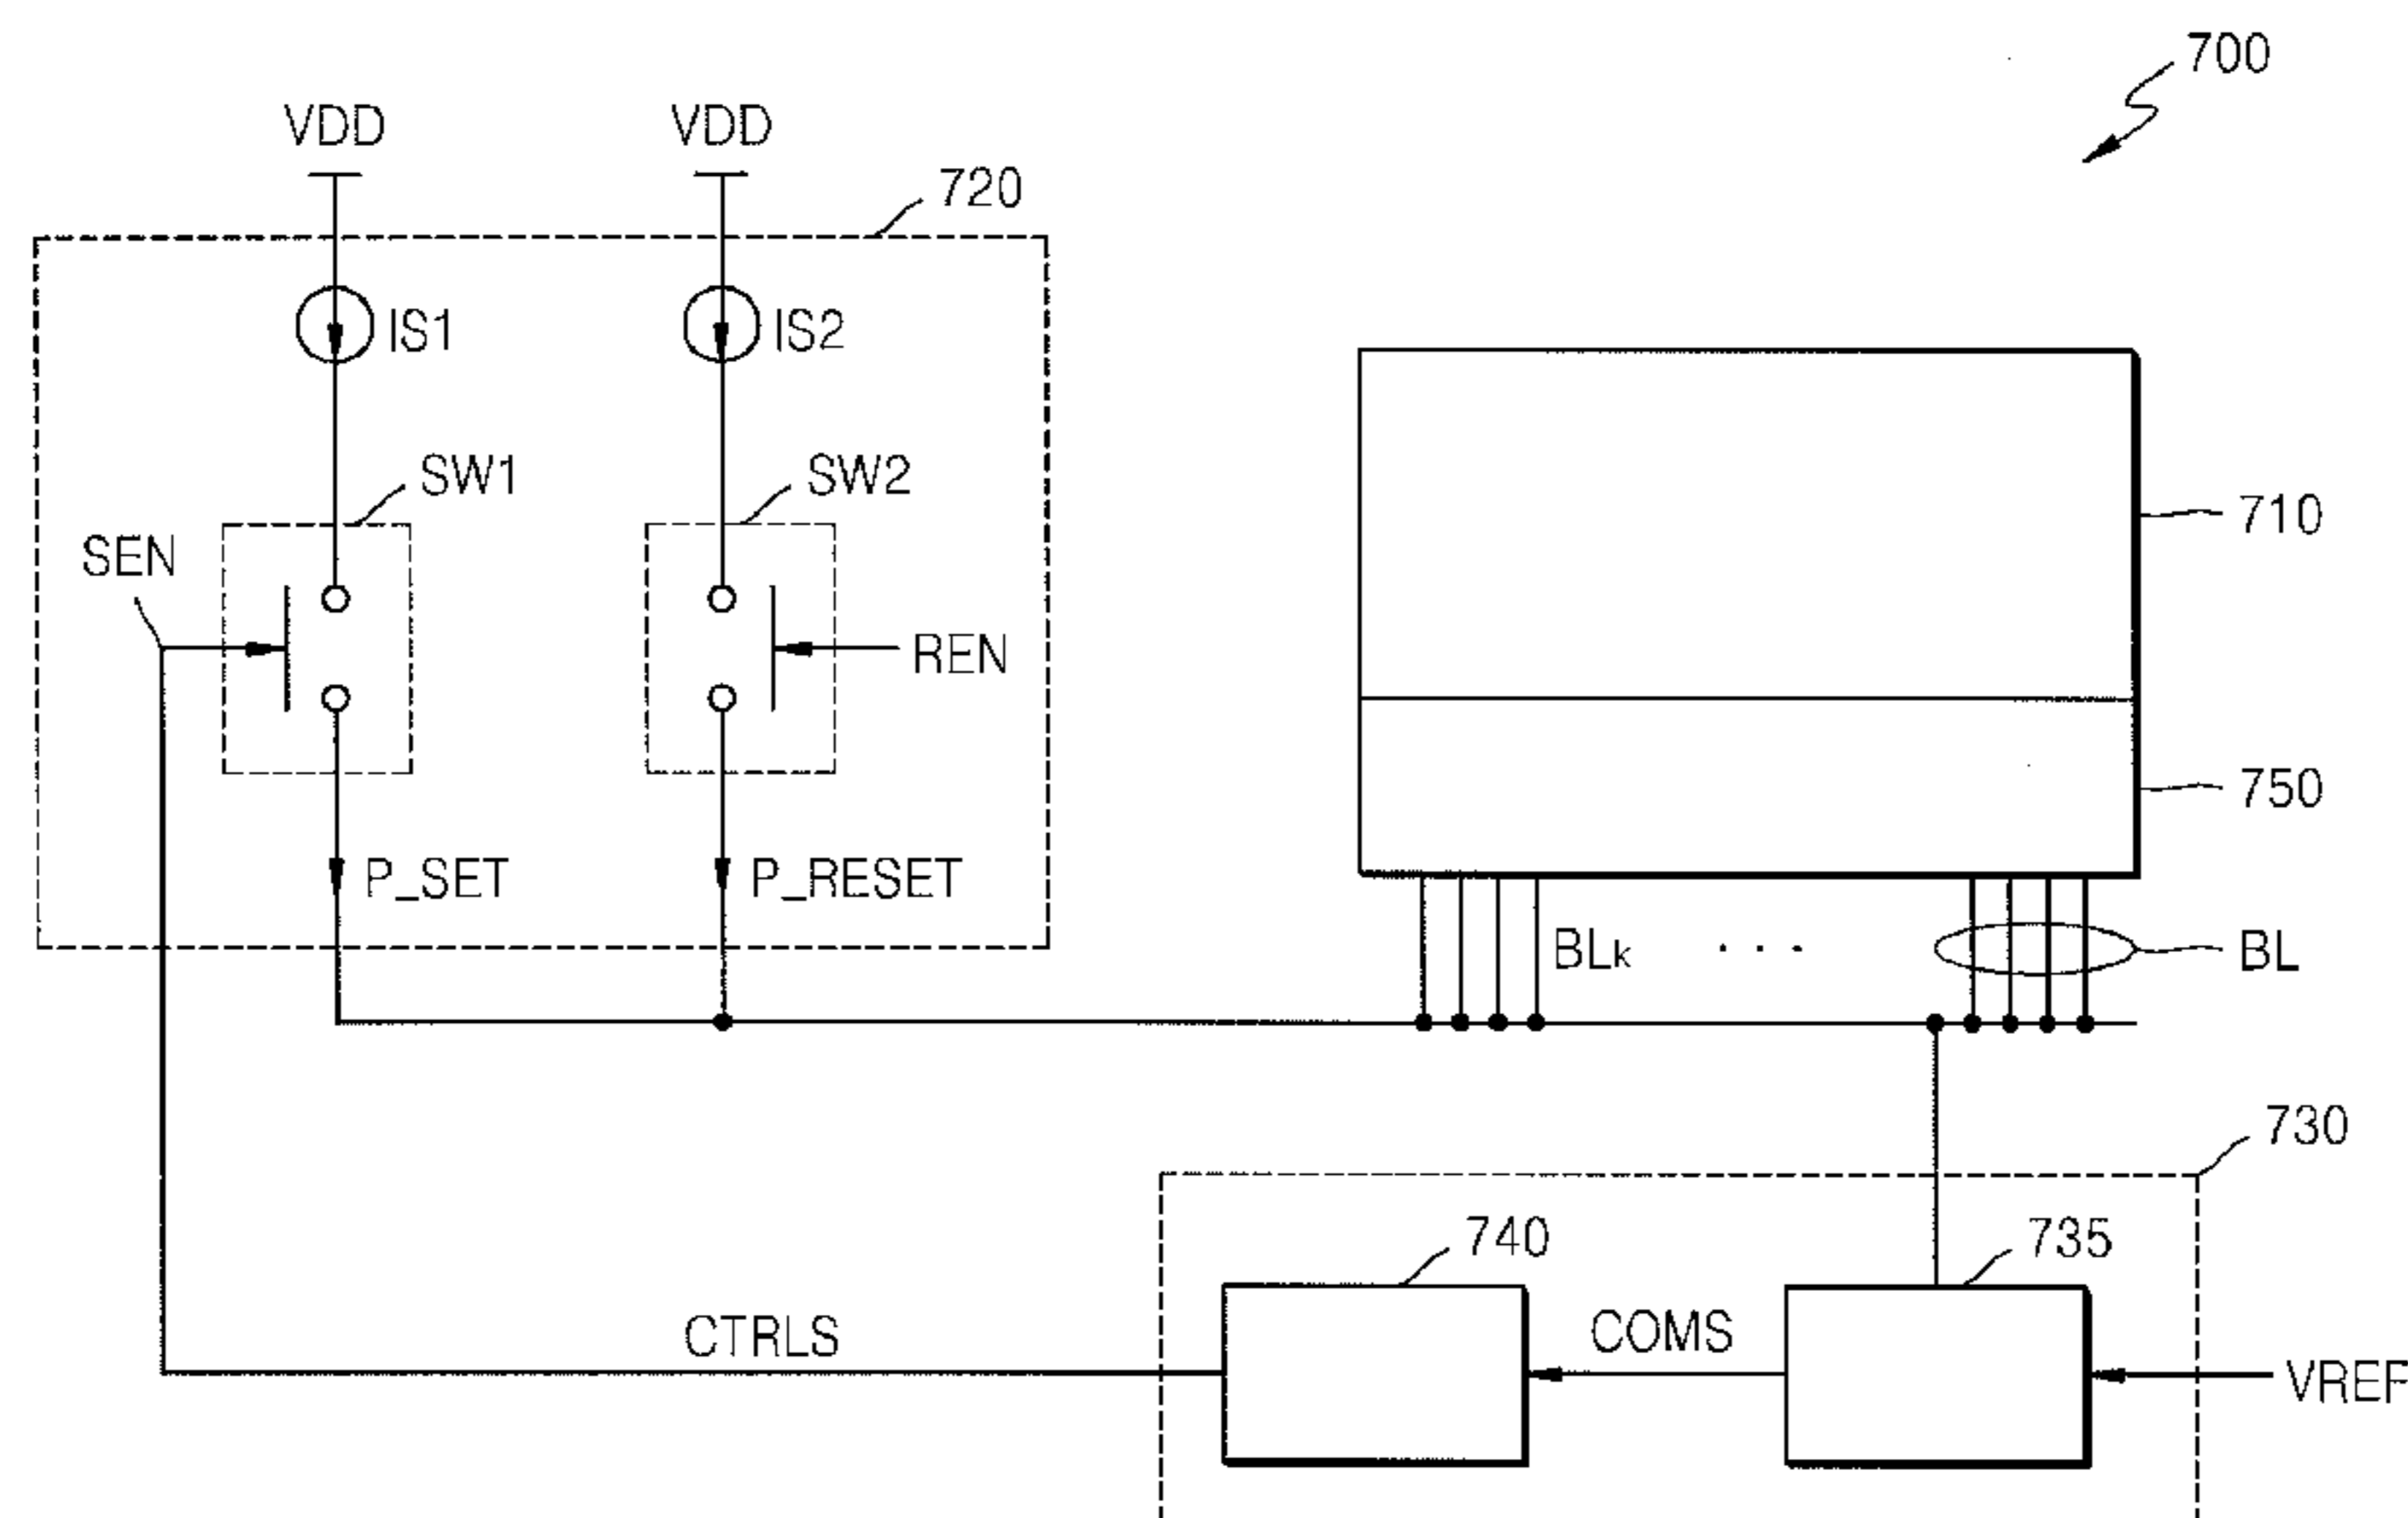 700
VDD
VDD
720
IS1
IS2
SW1
SW2
SEN
REN
710
750
P_SET
P_RESET
BLk
. . .
BL
730
740
735
CTRLS
COMS
VREF